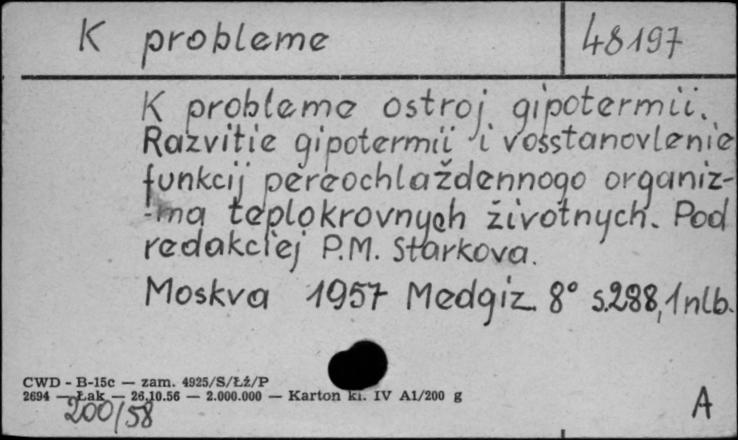 K probleme 48197
K probleme ostroj gipotermii.
Razvitie gipotermii i vosstanovlenie
funkcij pereochlaždennogo organiz-
-ma teplokrovnych životnych. Pod
redakciej P.M. Starkova.
Moskva 1957 Medgiz. 8° s.288, 1nlb.
CWD - B-15c — zam. 4925/S/Łź/P
2694 — Łak — 26.10.56 — 2.000.000 — Karton kl. IV A1/200 g
200/58
A